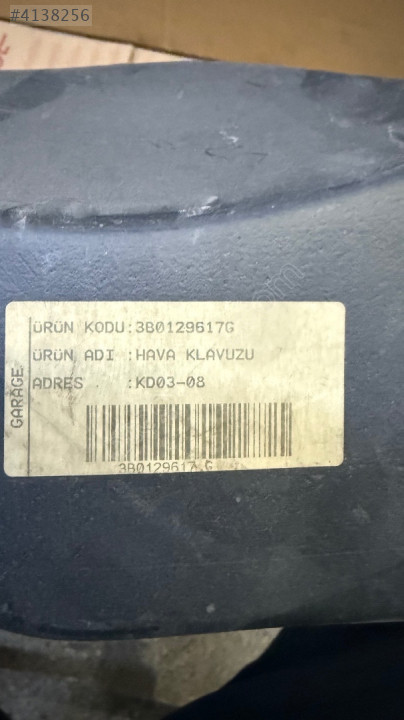 #4138256
GARAGE
ÜRÜN KODU:3B0129617G
ÜRÜN ADI :HAVA KLAVUZU
ADRES :KD03-08
3B0129617 G